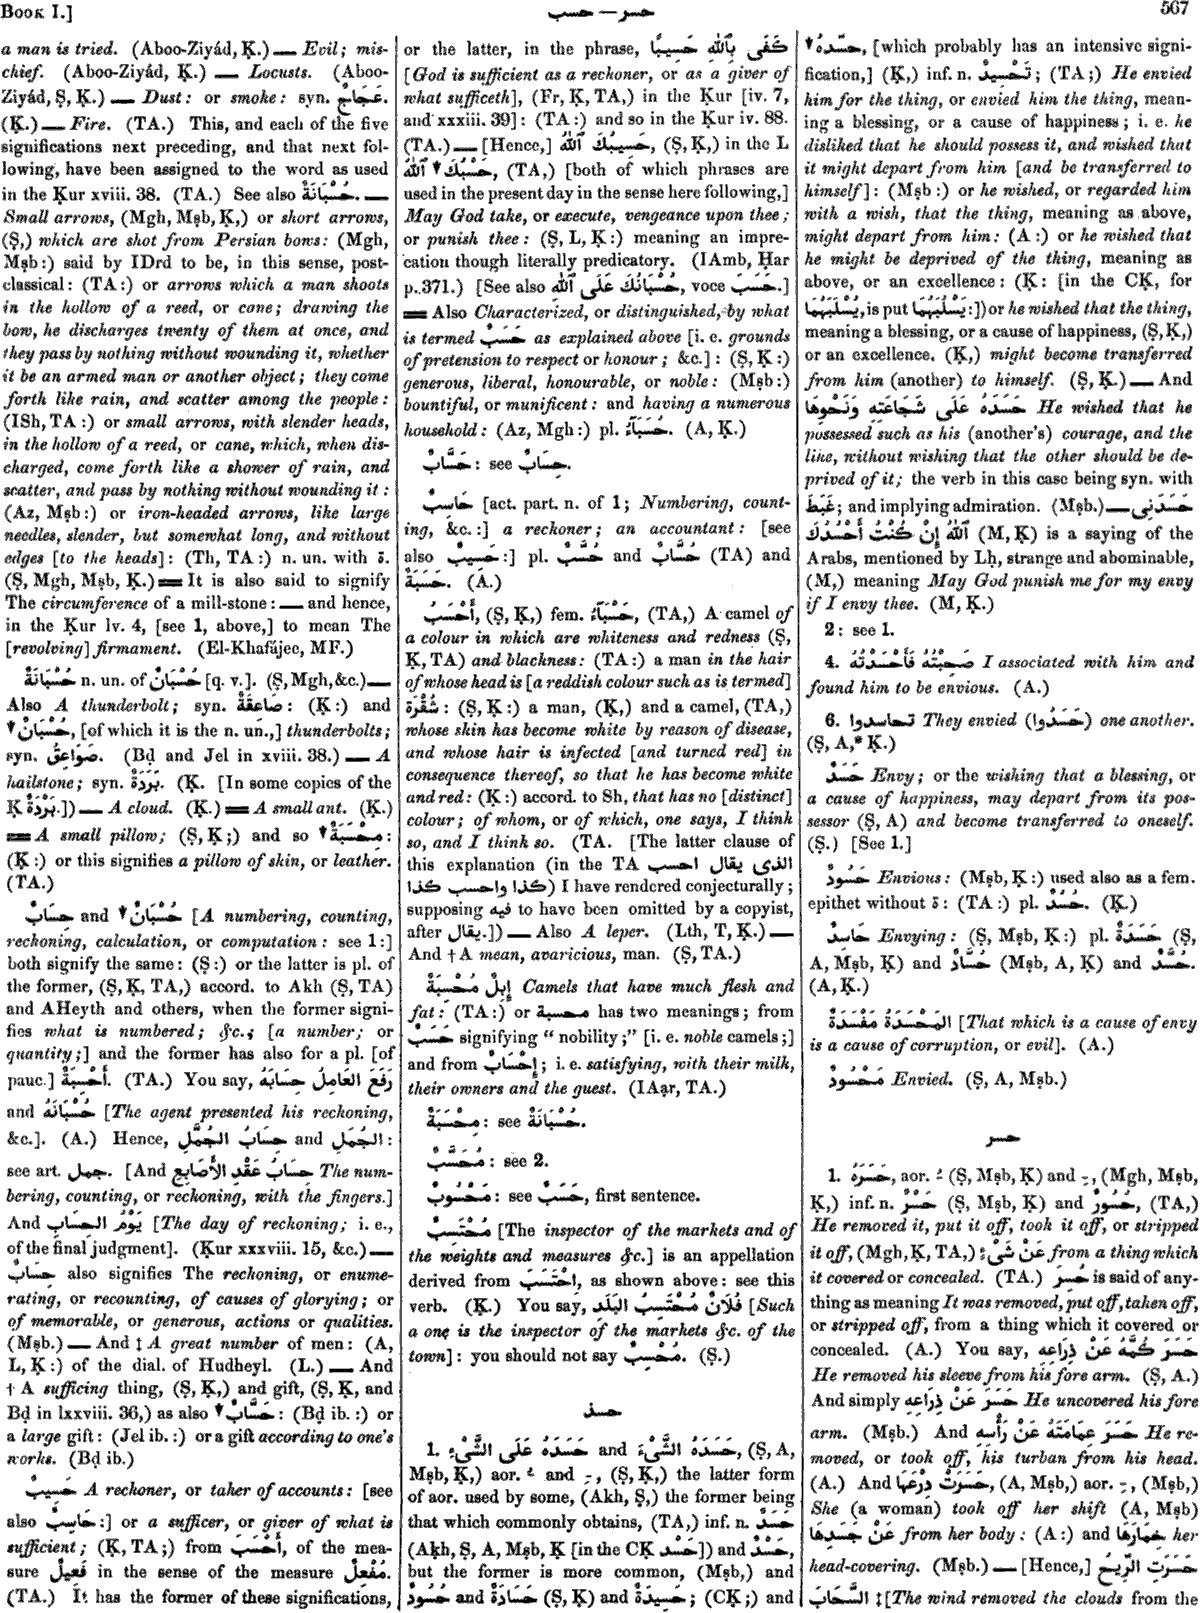 BOOK I.]
حسب — حسر
567
a man is tried. (Aboo-Ziyád, Ḳ.) — Evil; mis-
chief. (Aboo-Ziyád, Ḳ.) — Locusts. (Aboo-
Ziyád, Ṣ, Ḳ.) — Dust: or smoke: syn. عَجَاجٌ.
(Ḳ.) — Fire. (TA.) This, and each of the five
significations next preceding, and that next fol-
lowing, have been assigned to the word as used
in the Ḳur xviii. 38. (TA.) See also حُسْبَانَةٌ. —
Small arrows, (Mgh, Mṣb, Ḳ,) or short arrows,
(Ṣ,) which are shot from Persian bows: (Mgh,
Mṣb:) said by IDrd to be, in this sense, post-
classical: (TA:) or arrows which a man shoots
in the hollow of a reed, or cane; drawing the
bow, he discharges twenty of them at once, and
they pass by nothing without wounding it, whether
it be an armed man or another object; they come
forth like rain, and scatter among the people:
(ISh, TA:) or small arrows, with slender heads,
in the hollow of a reed, or cane, which, when dis-
charged, come forth like a shower of rain, and
scatter, and pass by nothing without wounding it:
(Az, Mṣb:) or iron-headed arrows, like large
needles, slender, but somewhat long, and without
edges [to the heads]: (Th, TA:) n. un. with ة.
(Ṣ, Mgh, Mṣb, Ḳ.) = It is also said to signify
The circumference of a mill-stone: — and hence,
in the Ḳur lv. 4, [see 1, above,] to mean The
[revolving] firmament. (El-Khafájee, MF.)
حُسْبَانَةٌ n. un. of حُسْبَانٌ [q. v.]. (Ṣ, Mgh, &c.) —
Also A thunderbolt; syn. صَاعِقَةٌ: (Ḳ:) and
▼ حُسْبَانٌ, [of which it is the n. un.,] thunderbolts;
syn. صَوَاعِقُ. (Bḍ and Jel in xviii. 38.) — A
hailstone; syn. بَرَدَةٌ. (Ḳ. [In some copies of the
Ḳ بَرْدَةٌ.]) — A cloud. (Ḳ.) = A small ant. (Ḳ.)
= A small pillow; (Ṣ, Ḳ;) and so ▼ مِحْسَبَةٌ:
(Ḳ:) or this signifies a pillow of skin, or leather.
(TA.)
حِسَابٌ and ▼ حُسْبَانٌ [A numbering, counting,
reckoning, calculation, or computation: see 1:]
both signify the same: (Ṣ:) or the latter is pl. of
the former, (Ṣ, Ḳ, TA,) accord. to Akh (Ṣ, TA)
and AHeyth and others, when the former signi-
fies what is numbered; &c.; [a number; or
quantity;] and the former has also for a pl. [of
pauc.] أَحْسِبَةٌ. (TA.) You say, رَفَعَ العَامِلُ حِسَابَهُ
and حُسْبَانَهُ [The agent presented his reckoning,
&c.]. (A.) Hence, حِسَابُ الجُمَّلِ and الجُمَلِ:
see art. جمل. [And حِسَابُ عَقْدِ الأَصَابِعِ The num-
bering, counting, or reckoning, with the fingers.]
And يَوْمُ الحِسَابِ [The day of reckoning; i. e.,
of the final judgment]. (Ḳur xxxviii. 15, &c.) —
حِسَابٌ also signifies The reckoning, or enume-
rating, or recounting, of causes of glorying; or
of memorable, or generous, actions or qualities.
(Mṣb.) — And ‡ A great number of men: (A,
L, Ḳ:) of the dial. of Hudheyl. (L.) — And
† A sufficing thing, (Ṣ, Ḳ,) and gift, (Ṣ, Ḳ, and
Bḍ in lxxviii. 36,) as also ▼ حَسَّابٌ: (Bḍ ib.:) or
a large gift: (Jel ib.:) or a gift according to one's
works. (Bḍ ib.)
حَسِيبٌ A reckoner, or taker of accounts: [see
also حَاسِبٌ:] or a sufficer, or giver of what is
sufficient; (Ḳ, TA;) from أَحْسَبَ, of the mea-
sure فَعِيلٌ in the sense of the measure مُفْعِلٌ.
(TA.) It has the former of these significations,
or the latter, in the phrase, كَفَى بِٱللّٰهِ حَسِيبًا
[God is sufficient as a reckoner, or as a giver of
what sufficeth], (Fr, Ḳ, TA,) in the Ḳur [iv. 7,
and xxxiii. 39]: (TA:) and so in the Ḳur iv. 88.
(TA.) — [Hence,] حَسِيبُكَ ٱللّٰهُ, (Ṣ, Ḳ,) in the L
▼ حَسْبُكَ ٱللّٰهُ, (TA,) [both of which phrases are
used in the present day in the sense here following,]
May God take, or execute, vengeance upon thee;
or punish thee: (Ṣ, L, Ḳ:) meaning an impre-
cation though literally predicatory. (IAmb, Ḥar
p. 371.) [See also حُسْبَانُكَ عَلَى ٱللّٰهِ, voce حَسَبَ.]
= Also Characterized, or distinguished, by what
is termed حَسَبٌ as explained above [i. e. grounds
of pretension to respect or honour; &c.]: (Ṣ, Ḳ:)
generous, liberal, honourable, or noble: (Mṣb:)
bountiful, or munificent: and having a numerous
household: (Az, Mgh:) pl. حُسَبَآءُ. (A, Ḳ.)
حَسَّابٌ: see حِسَابٌ.
حَاسِبٌ [act. part. n. of 1; Numbering, count-
ing, &c.:] a reckoner; an accountant: [see
also حَسِيبٌ:] pl. حُسَّبٌ and حُسَّابٌ (TA) and
حَسَبَةٌ. (A.)
أَحْسَبُ, (Ṣ, Ḳ,) fem. حَسْبَآءُ, (TA,) A camel of
a colour in which are whiteness and redness (Ṣ,
Ḳ, TA) and blackness: (TA:) a man in the hair
of whose head is [a reddish colour such as is termed]
شُقْرَة: (Ṣ, Ḳ:) a man, (Ḳ,) and a camel, (TA,)
whose skin has become white by reason of disease,
and whose hair is infected [and turned red] in
consequence thereof, so that he has become white
and red: (Ḳ:) accord. to Sh, that has no [distinct]
colour; of whom, or of which, one says, I think
so, and I think so. (TA. [The latter clause of
this explanation (in the TA الذى يقال احسب
كذا واحسب كذا) I have rendered conjecturally;
supposing فيه to have been omitted by a copyist,
after يقال.]) — Also A leper. (Lth, T, Ḳ.) —
And † A mean, avaricious, man. (Ṣ, TA.)
إِبِلٌ مُحْسِبَةٌ Camels that have much flesh and
fat: (TA:) or محسبة has two meanings; from
حَسَبٌ signifying “nobility;” [i. e. noble camels;]
and from إِحْسَابٌ; i. e. satisfying, with their milk,
their owners and the guest. (IAạr, TA.)
مِحْسَبَةٌ: see حُسْبَانَةٌ.
مُحَسَّبٌ: see 2.
مَحْسُوبٌ: see حَسَبٌ, first sentence.
مُحْتَسِبٌ [The inspector of the markets and of
the weights and measures &c.] is an appellation
derived from اِحْتَسَبَ, as shown above: see this
verb. (Ḳ.) You say, فُلَانٌ مُحْتَسِبُ البَلَدِ [Such
a one is the inspector of the markets &c. of the
town]: you should not say مُحْسِبٌ. (Ṣ.)
حسد
1. حَسَدَهُ الشَّىْءَ and حَسَدَهُ عَلَى الشَّىْءِ, (Ṣ, A,
Mṣb, Ḳ,) aor. ـُ and ـِ, (Ṣ, Ḳ,) the latter form
of aor. used by some, (Akh, Ṣ,) the former being
that which commonly obtains, (TA,) inf. n. حَسَدٌ
(Akh, Ṣ, A, Mṣb, Ḳ [in the CḲ حَسْد]) and حَسْدٌ,
but the former is more common, (Mṣb,) and
حُسُودٌ and حَسَادَةٌ (Ṣ, Ḳ) and حَسِيدَةٌ; (CḲ;) and
▼ حَسَّدَهُ, [which probably has an intensive signi-
fication,] (Ḳ,) inf. n. تَحْسِيدٌ; (TA;) He envied
him for the thing, or envied him the thing, mean-
ing a blessing, or a cause of happiness; i. e. he
disliked that he should possess it, and wished that
it might depart from him [and be transferred to
himself]: (Mṣb:) or he wished, or regarded him
with a wish, that the thing, meaning as above,
might depart from him: (A:) or he wished that
he might be deprived of the thing, meaning as
above, or an excellence: (Ḳ: [in the CḲ, for
يُسْلَبَهُمَا, is put يَسْلُبَهُمَا:]) or he wished that the thing,
meaning a blessing, or a cause of happiness, (Ṣ, Ḳ,)
or an excellence, (Ḳ,) might become transferred
from him (another) to himself. (Ṣ, Ḳ.) — And
حَسَدَهُ عَلَى شَجَاعَتِهِ وَنَحْوِهَا He wished that he
possessed such as his (another's) courage, and the
like, without wishing that the other should be de-
prived of it; the verb in this case being syn. with
غَبَطَ; and implying admiration. (Mṣb.) — حَسَدَنِى
ٱللّٰهُ إِنْ كُنْتُ أَحْسُدُكَ (M, Ḳ) is a saying of the
Arabs, mentioned by Lḥ, strange and abominable,
(M,) meaning May God punish me for my envy
if I envy thee. (M, Ḳ.)
2: see 1.
4. صَحِبْتُهُ فَأَحْسَدْتُهُ I associated with him and
found him to be envious. (A.)
6. تحاسدوا They envied (حَسَدُوا) one another.
(Ṣ, A,* Ḳ.)
حَسَدٌ Envy; or the wishing that a blessing, or
a cause of happiness, may depart from its pos-
sessor (Ṣ, A) and become transferred to oneself.
(Ṣ.) [See 1.]
حَسُودٌ Envious: (Mṣb, Ḳ:) used also as a fem.
epithet without ة: (TA:) pl. حُسُدٌ. (Ḳ.)
حَاسِدٌ Envying: (Ṣ, Mṣb, Ḳ:) pl. حَسَدَةٌ (Ṣ,
A, Mṣb, Ḳ) and حُسَّادٌ (Mṣb, A, Ḳ) and حُسَّدٌ.
(A, Ḳ.)
المَحْسَدَةُ مَفْسَدَةٌ [That which is a cause of envy
is a cause of corruption, or evil]. (A.)
مَحْسُودٌ Envied. (Ṣ, A, Mṣb.)
حسر
1. حَسَرَهُ, aor. ـُ (Ṣ, Mṣb, Ḳ) and ـِ, (Mgh, Mṣb,
Ḳ,) inf. n. حَسْرٌ (Ṣ, Mṣb, Ḳ) and حُسُورٌ, (TA,)
He removed it, put it off, took it off, or stripped
it off, (Mgh, Ḳ, TA,) عَنْ شَىْءٍ from a thing which
it covered or concealed. (TA.) حُسِرَ is said of any-
thing as meaning It was removed, put off, taken off,
or stripped off, from a thing which it covered or
concealed. (A.) You say, حَسَرَ كُمَّهُ عَنْ ذِرَاعِهِ
He removed his sleeve from his fore arm. (Ṣ, A.)
And simply حَسَرَ عَنْ ذِرَاعِهِ He uncovered his fore
arm. (Mṣb.) And حَسَرَ عِمَامَتَهُ عَنْ رَأْسِهِ He re-
moved, or took off, his turban from his head.
(A.) And حَسَرَتْ دِرْعَهَا, (A, Mṣb,) aor. ـِ, (Mṣb,)
She (a woman) took off her shift (A, Mṣb)
عَنْ جَسَدِهَا from her body: (A:) and خِمَارَهَا her
head-covering. (Mṣb.) — [Hence,] حَسَرَتِ الرِّيحُ
السَّحَابَ ‡ [The wind removed the clouds from the